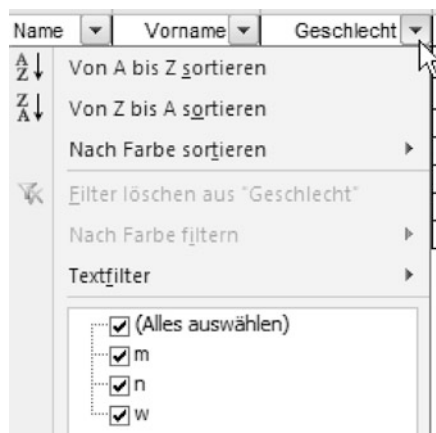 Name Vorname Geschlecht
Von A bis Z sortieren
Von Z bis A sortieren
Nach Farbe sortieren
Filter löschen aus "Geschlecht"
Nach Farbe filtern
Textfilter
(Alles auswählen)
m
n
w